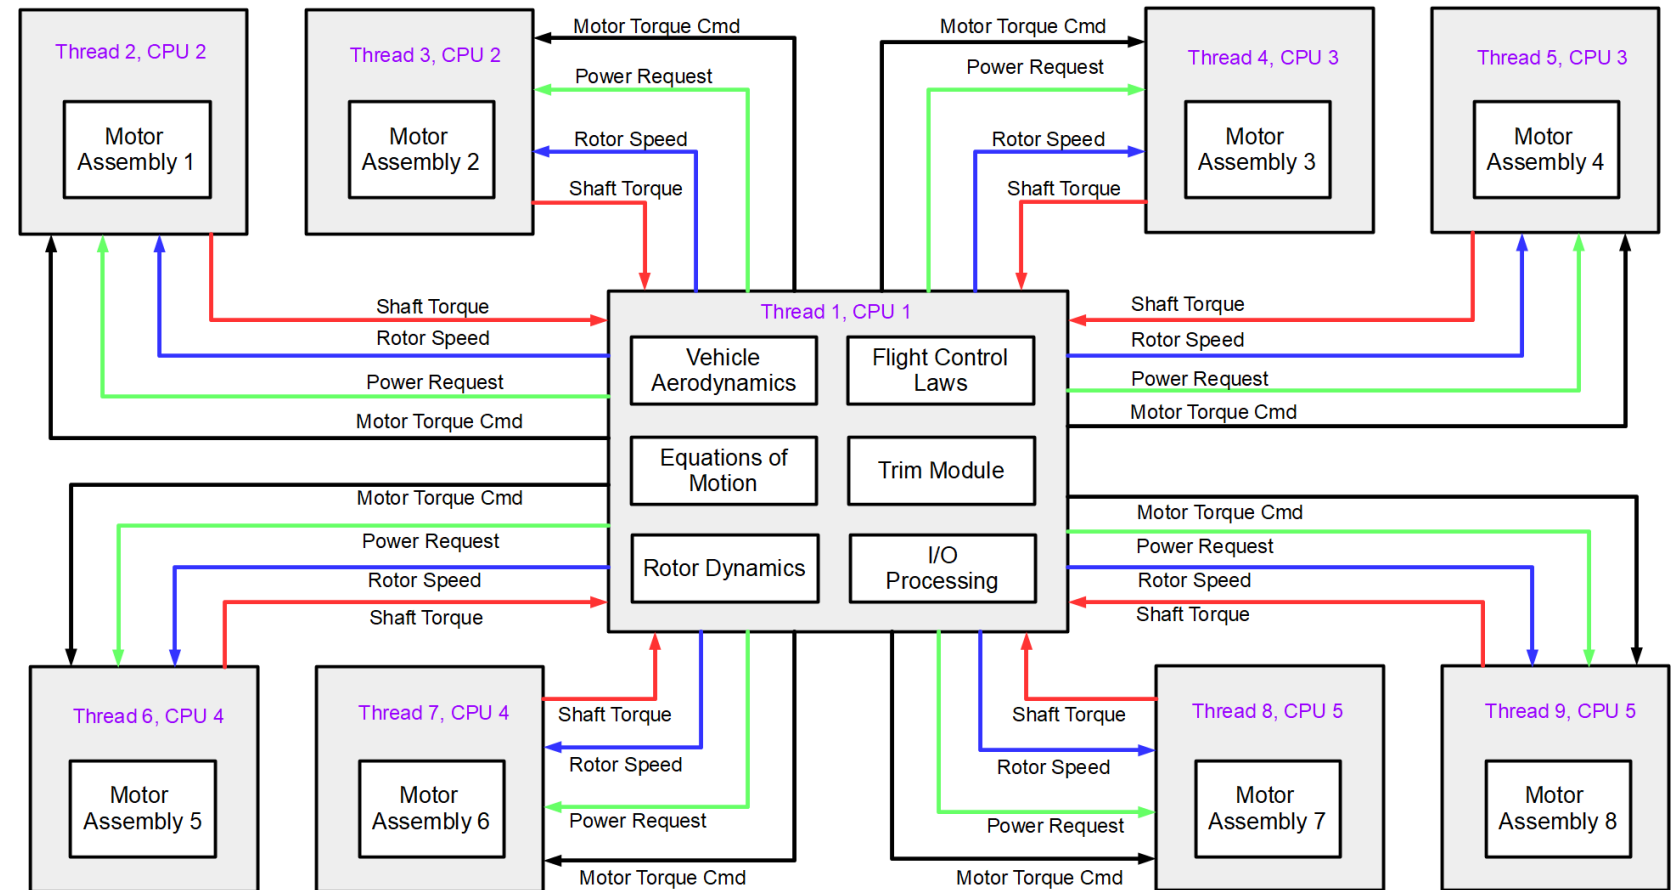 Thread 2, CPU 2
Motor
Assembly 1
Thread 3, CPU 2
Motor
Assembly 2
Motor Torque Cmd
Power Request
Rotor Speed
Shaft Torque
Motor Torque Cmd
Power Request
Rotor Speed
Shaft Torque
Thread 4, CPU 3
Motor
Assembly 3
Thread 5, CPU 3
Motor
Assembly 4
Shaft Torque
Rotor Speed
Power Request
Motor Torque Cmd
Thread 1, CPU 1
Vehicle
Aerodynamics
Flight Control
Laws
Equations of
Motion
Trim Module
Rotor Dynamics
I/O
Processing
Shaft Torque
Rotor Speed
Power Request
Motor Torque Cmd
Motor Torque Cmd
Power Request
Rotor Speed
Shaft Torque
Motor Torque Cmd
Power Request
Rotor Speed
Shaft Torque
Thread 6, CPU 4
Motor
Assembly 5
Thread 7, CPU 4
Motor
Assembly 6
Shaft Torque
Rotor Speed
Power Request
Motor Torque Cmd
Shaft Torque
Rotor Speed
Power Request
Motor Torque Cmd
Thread 8, CPU 5
Motor
Assembly 7
Thread 9, CPU 5
Motor
Assembly 8